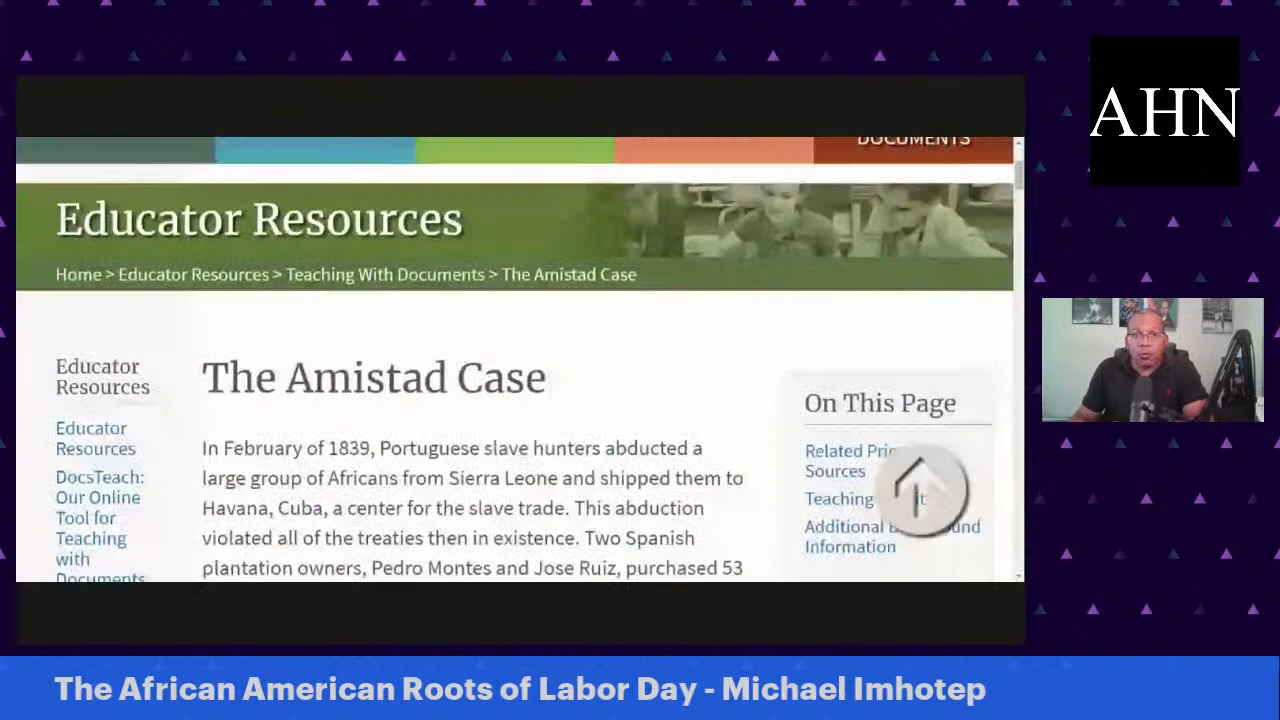 DOCUMENTS
AHN
Educator Resources
Home > Educator Resources > Teaching With Documents > The Amistad Case
Educator
Resources
Educator
Resources
DocsTeach:
Our Online
Tool for
Teaching
with
Documents
The Amistad Case
In February of 1839, Portuguese slave hunters abducted a
large group of Africans from Sierra Leone and shipped them to
Havana, Cuba, a center for the slave trade. This abduction
violated all of the treaties then in existence. Two Spanish
plantation owners, Pedro Montes and Jose Ruiz, purchased 53
On This Page
Related
Sources
Teaching
Additional
Information
The African American Roots of Labor Day - Michael Imhotep